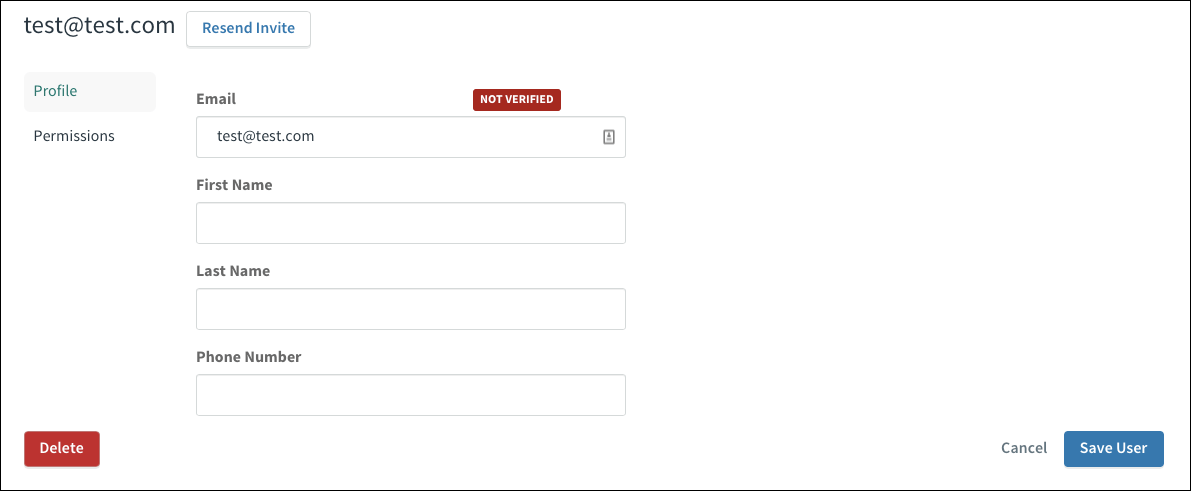 test@test.com Resend Invite
Profile
Permissions
Email NOT VERIFIED
test@test.com
First Name
Last Name
Phone Number
Delete Cancel Save User